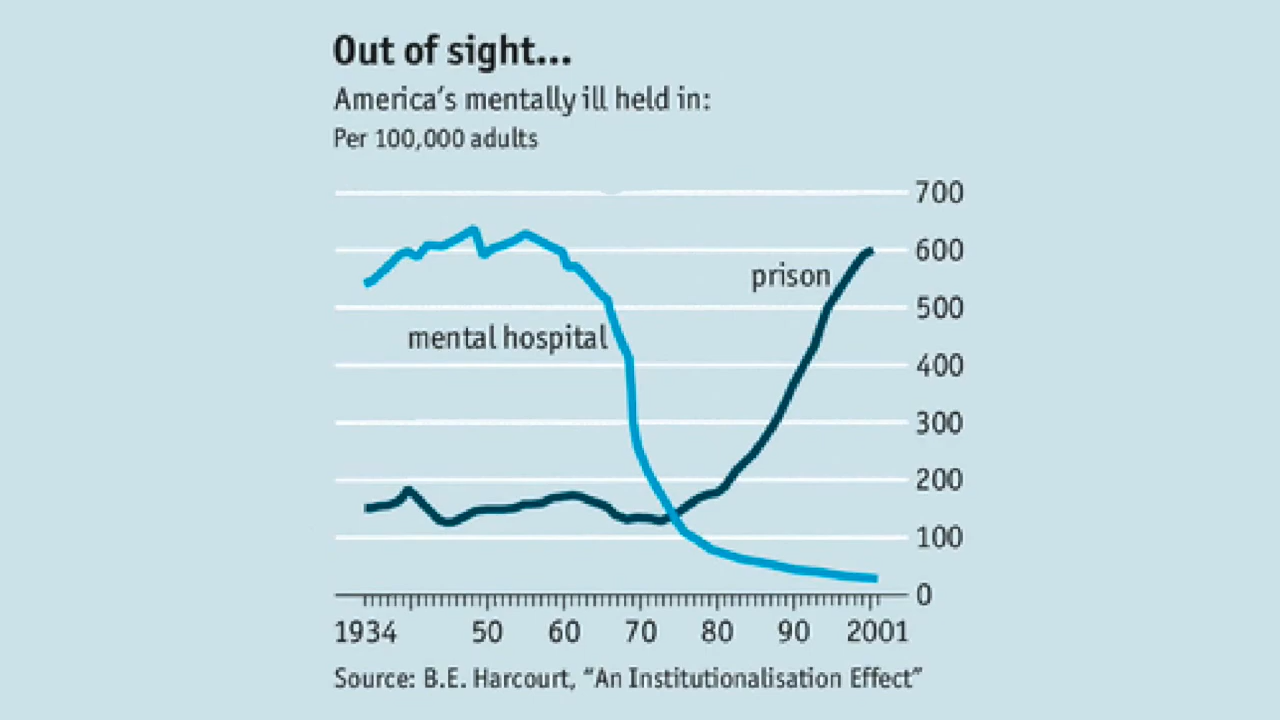 Out of sight...
America's mentally ill held in:
Per 100,000 adults
700
600
prison
500
mental hospital
400
300
200
100
0
1934 50 60 70 80 90 2001
Source: B.E. Harcourt, “An Institutionalisation Effect”